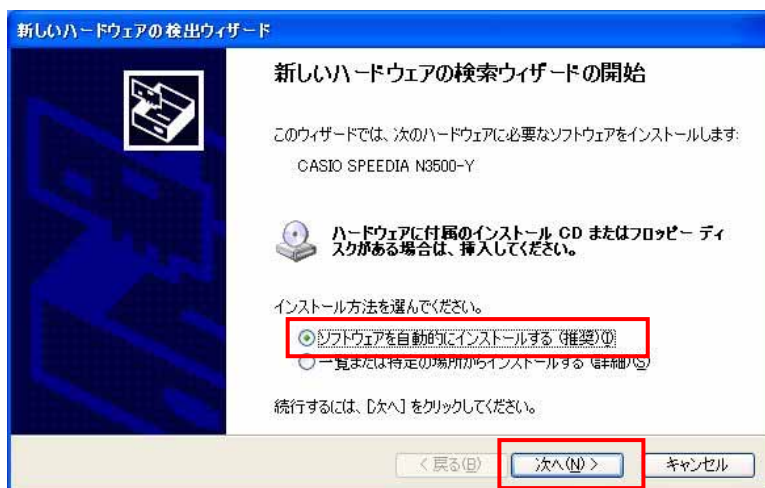 新しいハードウェアの検出ウィザード
新しいハードウェアの検索ウィザードの開始
このウィザードでは、次のハードウェアに必要なソフトウェアをインストールします:
CASIO SPEEDIA N3500-Y
ハードウェアに付属のインストール CD またはフロッピー ディ
スクがある場合は、挿入してください。
インストール方法を選んでください。
ソフトウェアを自動的にインストールする (推奨)(I)
一覧または特定の場所からインストールする (詳細)(S)
続行するには、[次へ] をクリックしてください。
< 戻る(B)
次へ(N) >
キャンセル